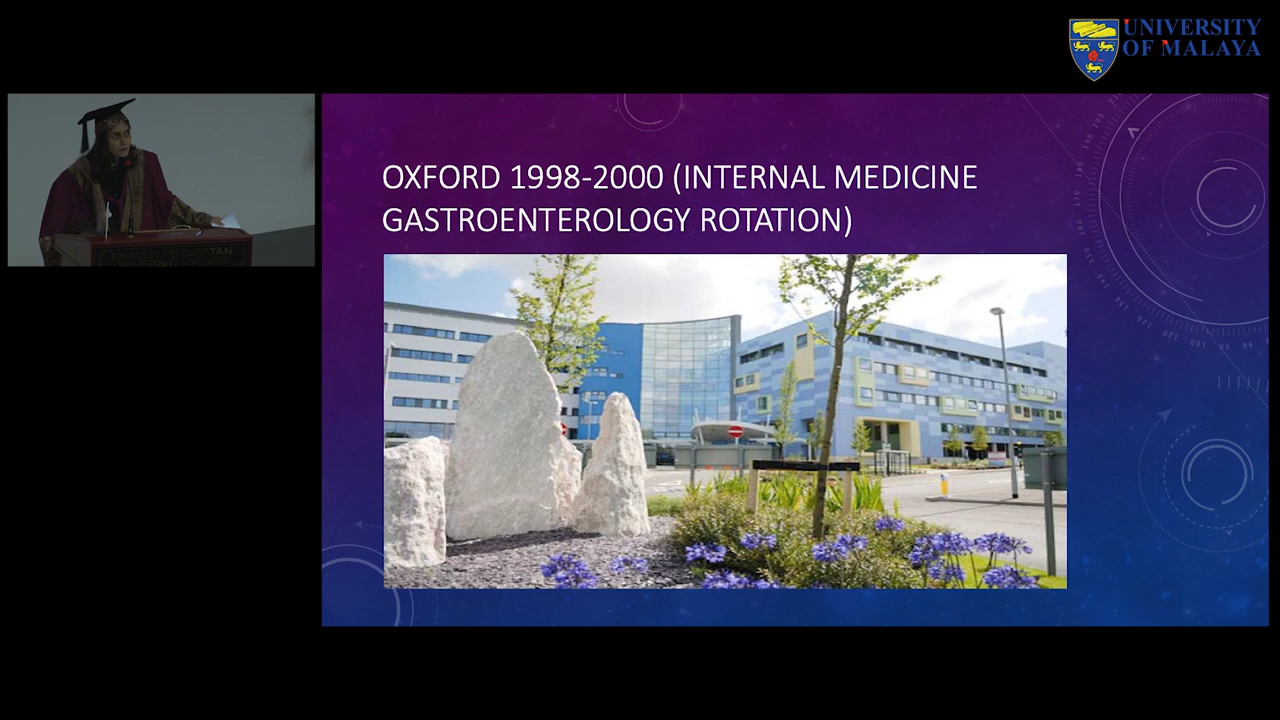 UNIVERSITY
OF MALAYA
OXFORD 1998-2000 (INTERNAL MEDICINE
GASTROENTEROLOGY ROTATION)